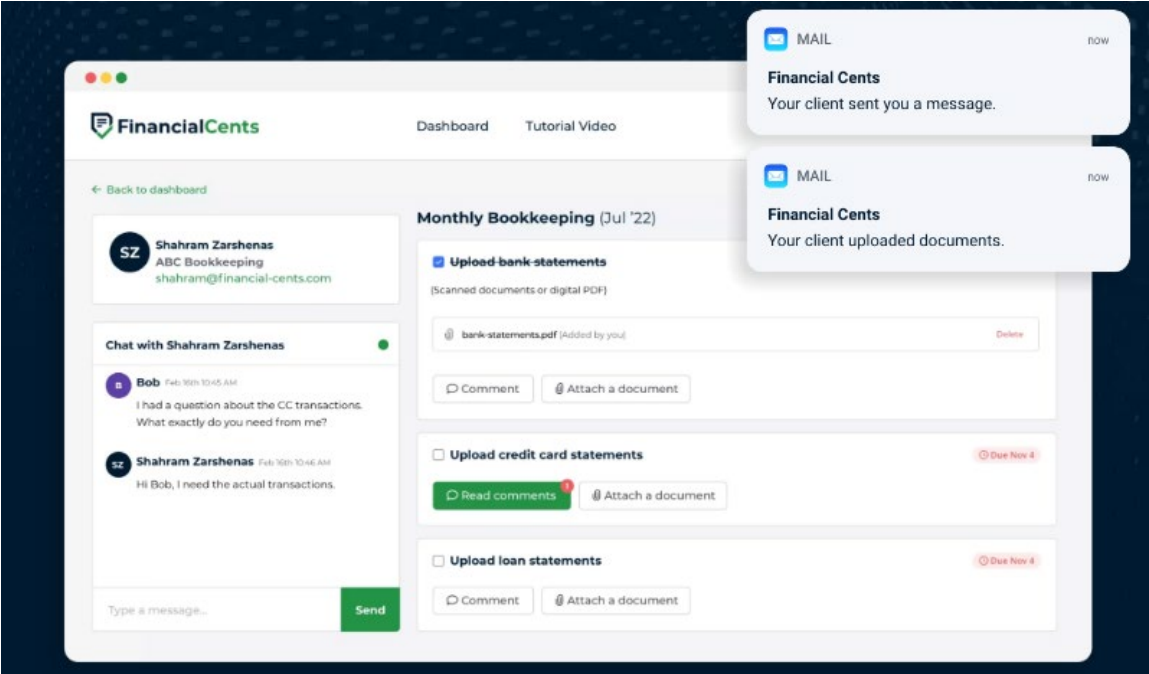 MAIL now
Financial Cents
Your client sent you a message.
MAIL now
Financial Cents
Your client uploaded documents.
FinancialCents
Dashboard Tutorial Video
← Back to dashboard
SZ
Shahram Zarshenas
ABC Bookkeeping
shahram@financial-cents.com
Chat with Shahram Zarshenas
B
Bob Feb 16th 10:45 AM
I had a question about the CC transactions.
What exactly do you need from me?
SZ
Shahram Zarshenas Feb 16th 10:46 AM
Hi Bob, I need the actual transactions.
Type a message...
Send
Monthly Bookkeeping (Jul '22)
Upload bank statements
(Scanned documents or digital PDF)
bank-statements.pdf (Added by you) Delete
Comment Attach a document
Upload credit card statements Due Nov 4
Read comments 1 Attach a document
Upload loan statements Due Nov 4
Comment Attach a document